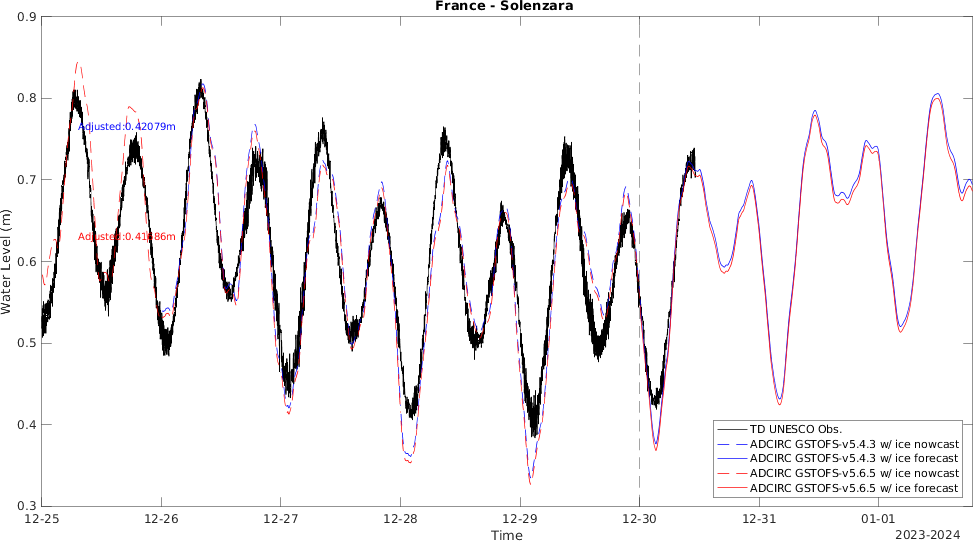 France - Solenzara
0.9
0.8
0.7
0.6
0.5
0.4
0.3
Water Level (m)
Adjusted:0.42079m
Adjusted:0.41486m
TD UNESCO Obs.
ADCIRC GSTOFS-v5.4.3 w/ ice nowcast
ADCIRC GSTOFS-v5.4.3 w/ ice forecast
ADCIRC GSTOFS-v5.6.5 w/ ice nowcast
ADCIRC GSTOFS-v5.6.5 w/ ice forecast
12-25 12-26 12-27 12-28 12-29 12-30 12-31 01-01
Time
2023-2024